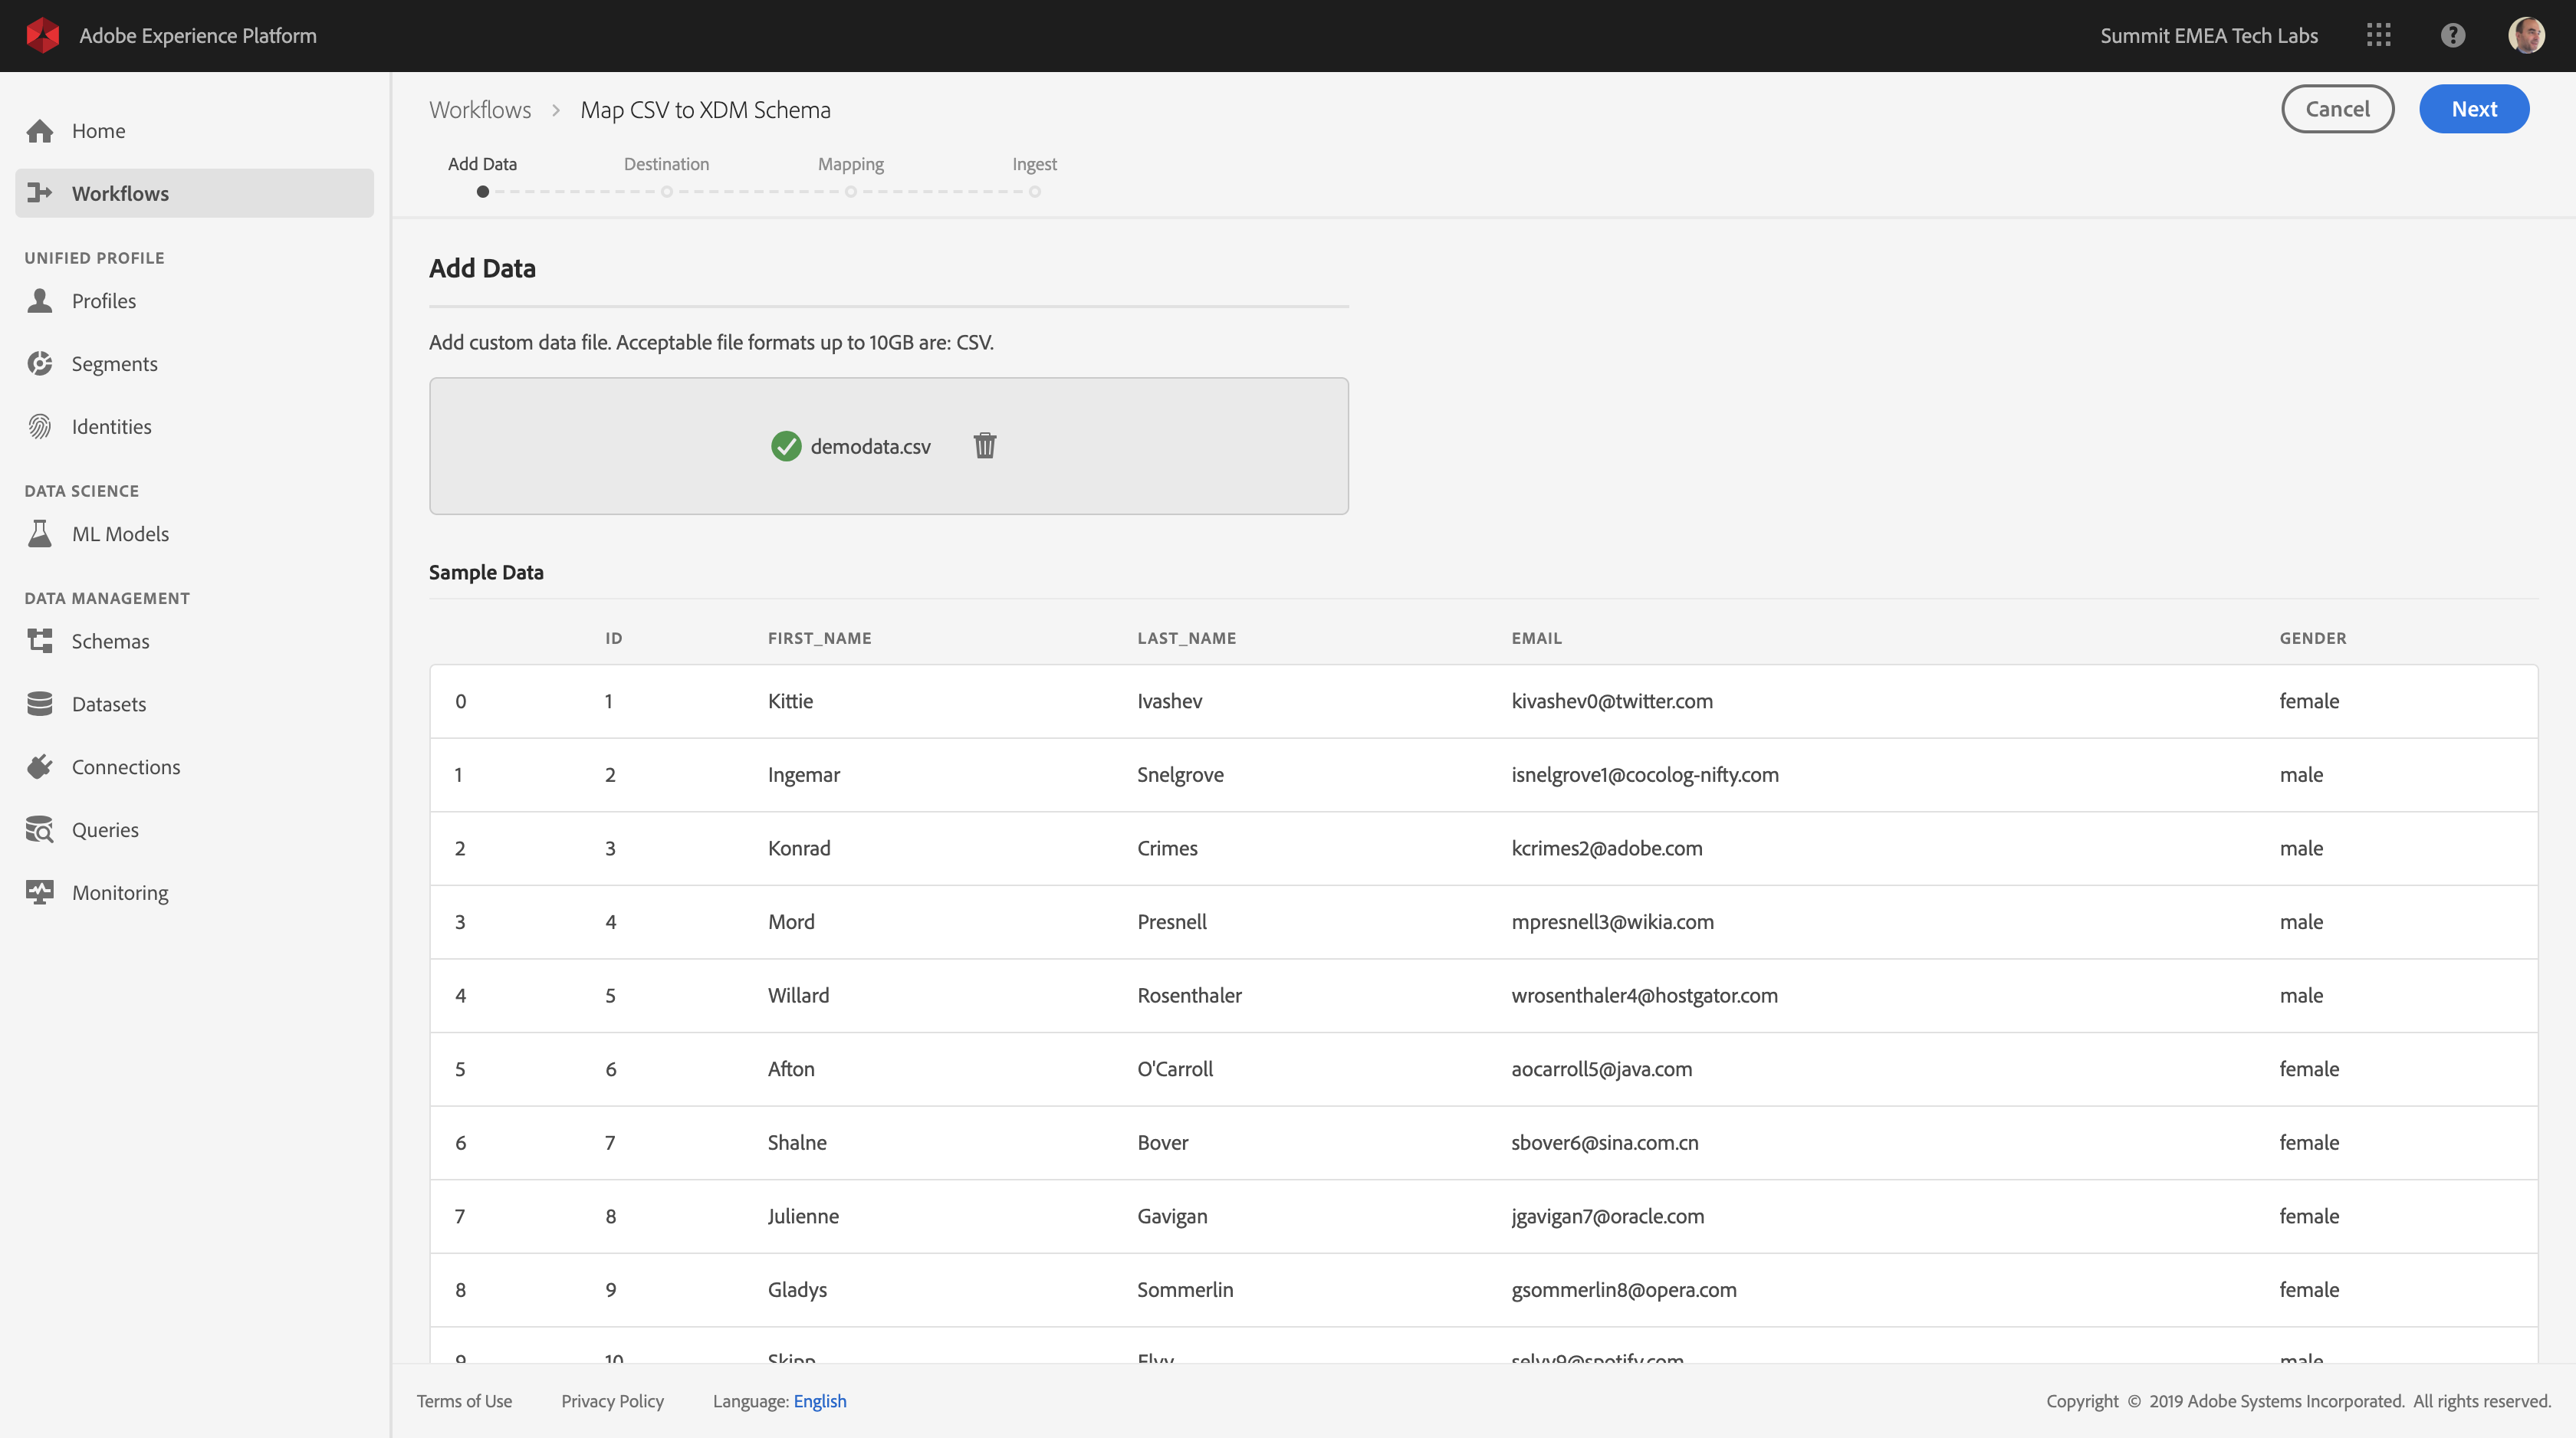 Adobe Experience Platform
Summit EMEA Tech Labs
Home
Workflows
UNIFIED PROFILE
Profiles
Segments
Identities
DATA SCIENCE
ML Models
DATA MANAGEMENT
Schemas
Datasets
Connections
Queries
Monitoring
Workflows > Map CSV to XDM Schema
Cancel Next
Add Data Destination Mapping Ingest
Add Data
Add custom data file. Acceptable file formats up to 10GB are: CSV.
demodata.csv
Sample Data
ID FIRST_NAME LAST_NAME EMAIL GENDER
0 1 Kittie Ivashev kivashev0@twitter.com female
1 2 Ingemar Snelgrove isnelgrove1@cocolog-nifty.com male
2 3 Konrad Crimes kcrimes2@adobe.com male
3 4 Mord Presnell mpresnell3@wikia.com male
4 5 Willard Rosenthaler wrosenthaler4@hostgator.com male
5 6 Afton O'Carroll aocarroll5@java.com female
6 7 Shalne Bover sbover6@sina.com.cn female
7 8 Julienne Gavigan jgavigan7@oracle.com female
8 9 Gladys Sommerlin gsommerlin8@opera.com female
9 10 Skipp Elvy selvy9@spotify.com male
Terms of Use Privacy Policy Language: English
Copyright © 2019 Adobe Systems Incorporated. All rights reserved.